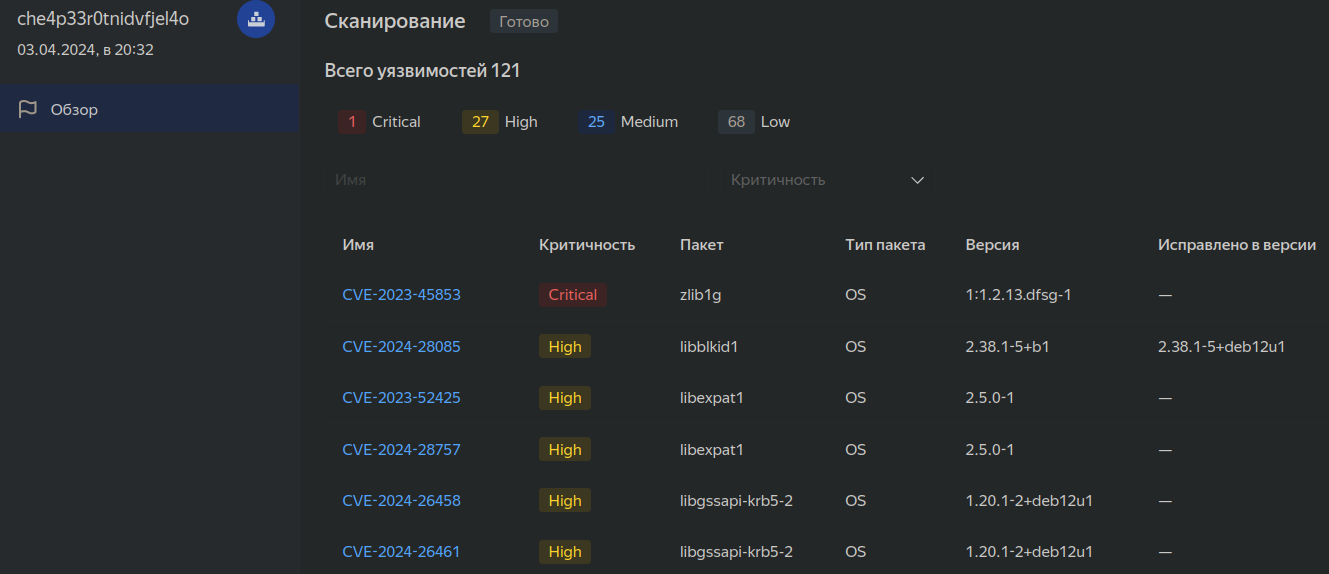 che4p33r0tnidvfjel4o
03.04.2024, в 20:32
Обзор
Сканирование Готово
Всего уязвимостей 121
1 Critical 27 High 25 Medium 68 Low
Имя Критичность
Имя Критичность Пакет Тип пакета Версия Исправлено в версии
CVE-2023-45853 Critical zlib1g OS 1:1.2.13.dfsg-1 —
CVE-2024-28085 High libblkid1 OS 2.38.1-5+b1 2.38.1-5+deb12u1
CVE-2023-52425 High libexpat1 OS 2.5.0-1 —
CVE-2024-28757 High libexpat1 OS 2.5.0-1 —
CVE-2024-26458 High libgssapi-krb5-2 OS 1.20.1-2+deb12u1 —
CVE-2024-26461 High libgssapi-krb5-2 OS 1.20.1-2+deb12u1 —